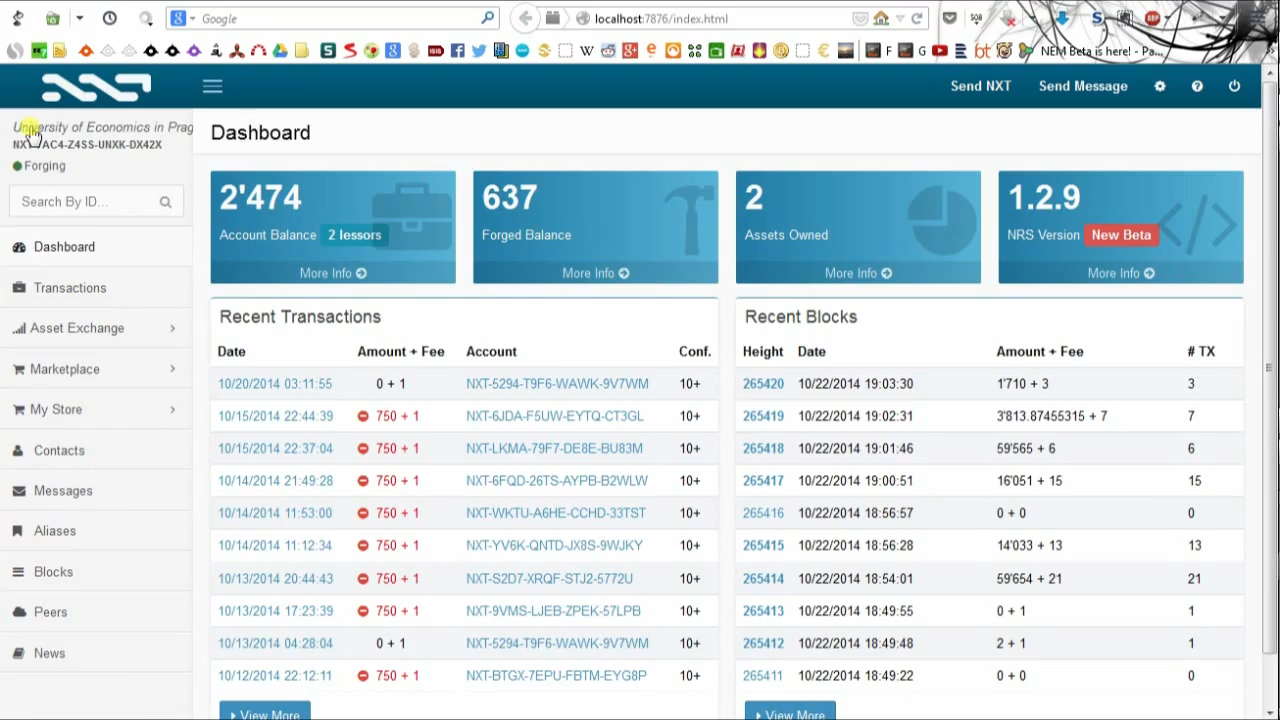 Google
localhost:7876/index.html
F
G
NEM Beta is here! - Pa...
Send NXT
Send Message
University of Economics in Prag
AC4-Z4SS-UNXK-DX42X
Forging
Search By ID...
Dashboard
Transactions
Asset Exchange
Marketplace
My Store
Contacts
Messages
Aliases
Blocks
Peers
News
Dashboard
2'474
Account Balance 2 lessors
More Info
637
Forged Balance
More Info
2
Assets Owned
More Info
1.2.9
NRS Version New Beta
More Info
Recent Transactions
Date Amount + Fee Account Conf.
10/20/2014 03:11:55 0 + 1 NXT-5294-T9F6-WAWK-9V7WM 10+
10/15/2014 22:44:39 750 + 1 NXT-6JDA-F5UW-EYTQ-CT3GL 10+
10/15/2014 22:37:04 750 + 1 NXT-LKMA-79F7-DE8E-BU83M 10+
10/14/2014 21:49:28 750 + 1 NXT-6FQD-26TS-AYPB-B2WLW 10+
10/14/2014 11:53:00 750 + 1 NXT-WKTU-A6HE-CCHD-33TST 10+
10/14/2014 11:12:34 750 + 1 NXT-YV6K-QNTD-JX8S-9WJKY 10+
10/13/2014 20:44:43 750 + 1 NXT-S2D7-XRQF-STJ2-5772U 10+
10/13/2014 17:23:39 750 + 1 NXT-9VMS-LJEB-ZPEK-57LPB 10+
10/13/2014 04:28:04 0 + 1 NXT-5294-T9F6-WAWK-9V7WM 10+
10/12/2014 22:12:11 750 + 1 NXT-BTGX-7EPU-FBTM-EYG8P 10+
View More
Recent Blocks
Height Date Amount + Fee # TX
265420 10/22/2014 19:03:30 1'710 + 3 3
265419 10/22/2014 19:02:31 3'813.87455315 + 7 7
265418 10/22/2014 19:01:46 59'565 + 6 6
265417 10/22/2014 19:00:51 16'051 + 15 15
265416 10/22/2014 18:56:57 0 + 0 0
265415 10/22/2014 18:56:28 14'033 + 13 13
265414 10/22/2014 18:54:01 59'654 + 21 21
265413 10/22/2014 18:49:55 0 + 1 1
265412 10/22/2014 18:49:48 2 + 1 1
265411 10/22/2014 18:49:22 0 + 0 0
View More